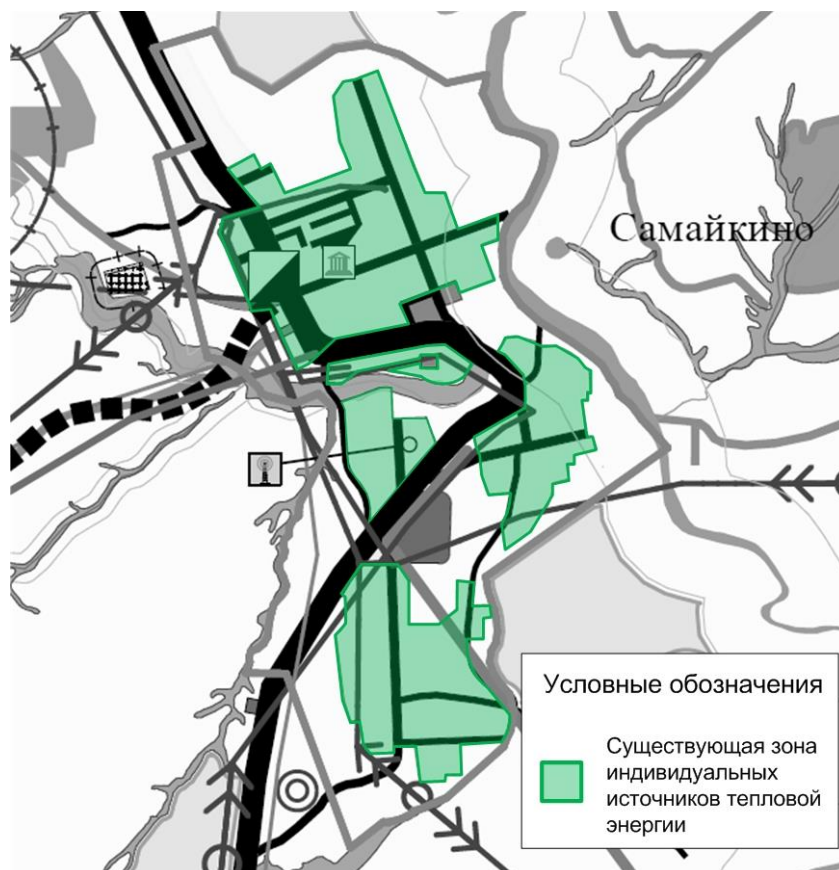 Самайкино
Условные обозначения
Существующая зона
индивидуальных
источников тепловой
энергии